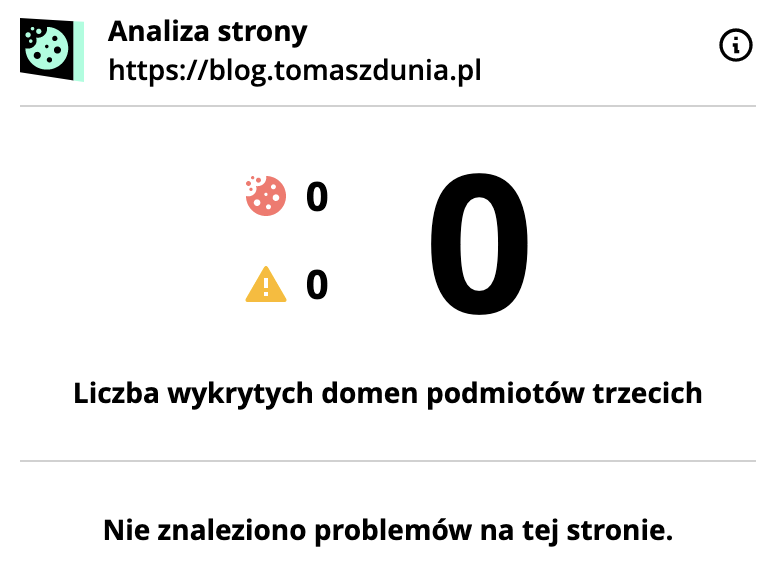 Analiza strony
https://blog.tomaszdunia.pl
0
0
0
Liczba wykrytych domen podmiotów trzecich
Nie znaleziono problemów na tej stronie.